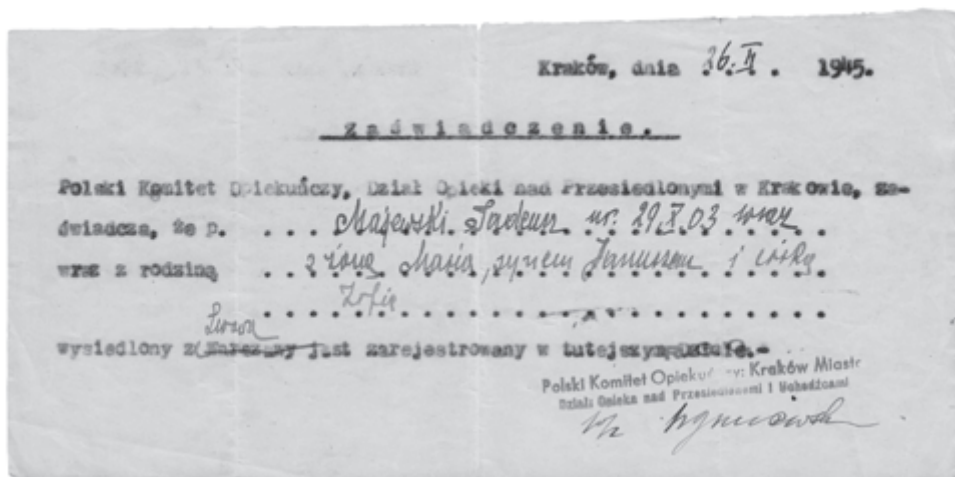 Kraków, dnia 26.II. 1945.
Zaświadczenie.
Polski Komitet Opiekuńczy, Dział Opieki nad Przesiedlonymi w Krakowie, za-
świadcza, że p. Majewski Tadeusz ur. 29.X.03 wraz
wraz z rodziną z żoną Marią, synem Januszem i córką
Zofią
Lwowa
wysiedlony z Warszawy jest zarejestrowany w tutejszym Dziale.-
Polski Komitet Opiekuńczy: Kraków Miasto
Dział: Opieka nad Przesiedlonymi i Uchodźcami